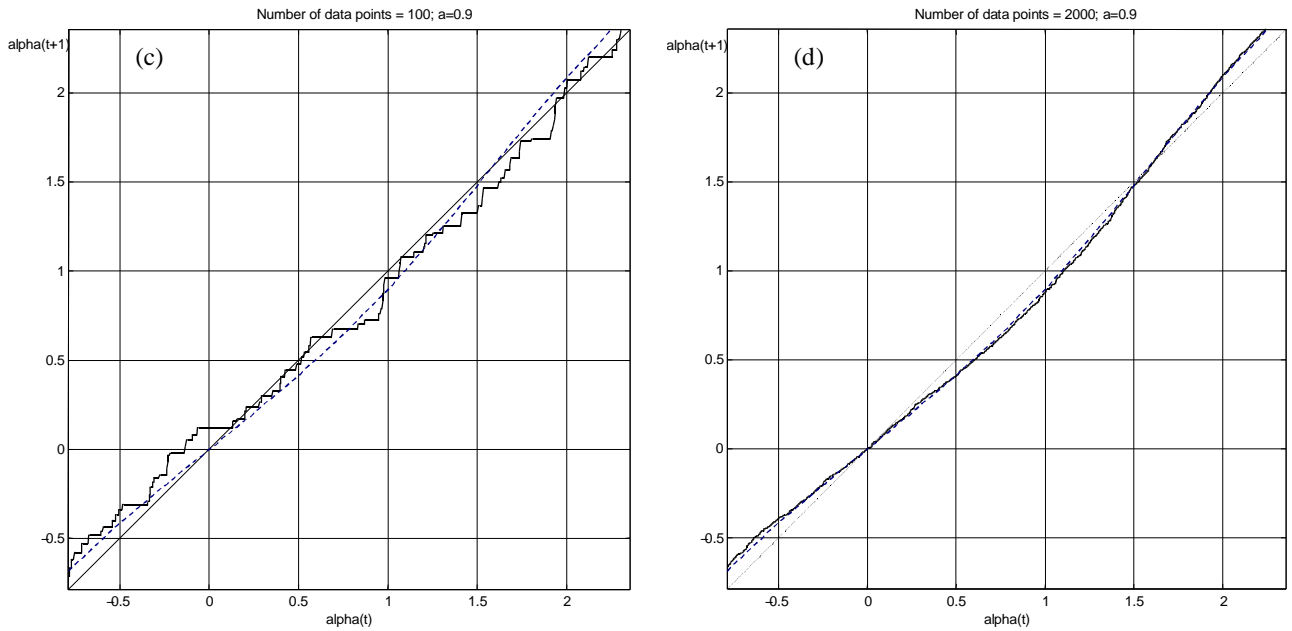 Number of data points = 100; a=0.9
alpha(t+1)
(c)
2
1.5
1
0.5
0
-0.5
-0.5 0 0.5 1 1.5 2
alpha(t)
Number of data points = 2000; a=0.9
alpha(t+1)
(d)
2
1.5
1
0.5
0
-0.5
-0.5 0 0.5 1 1.5 2
alpha(t)